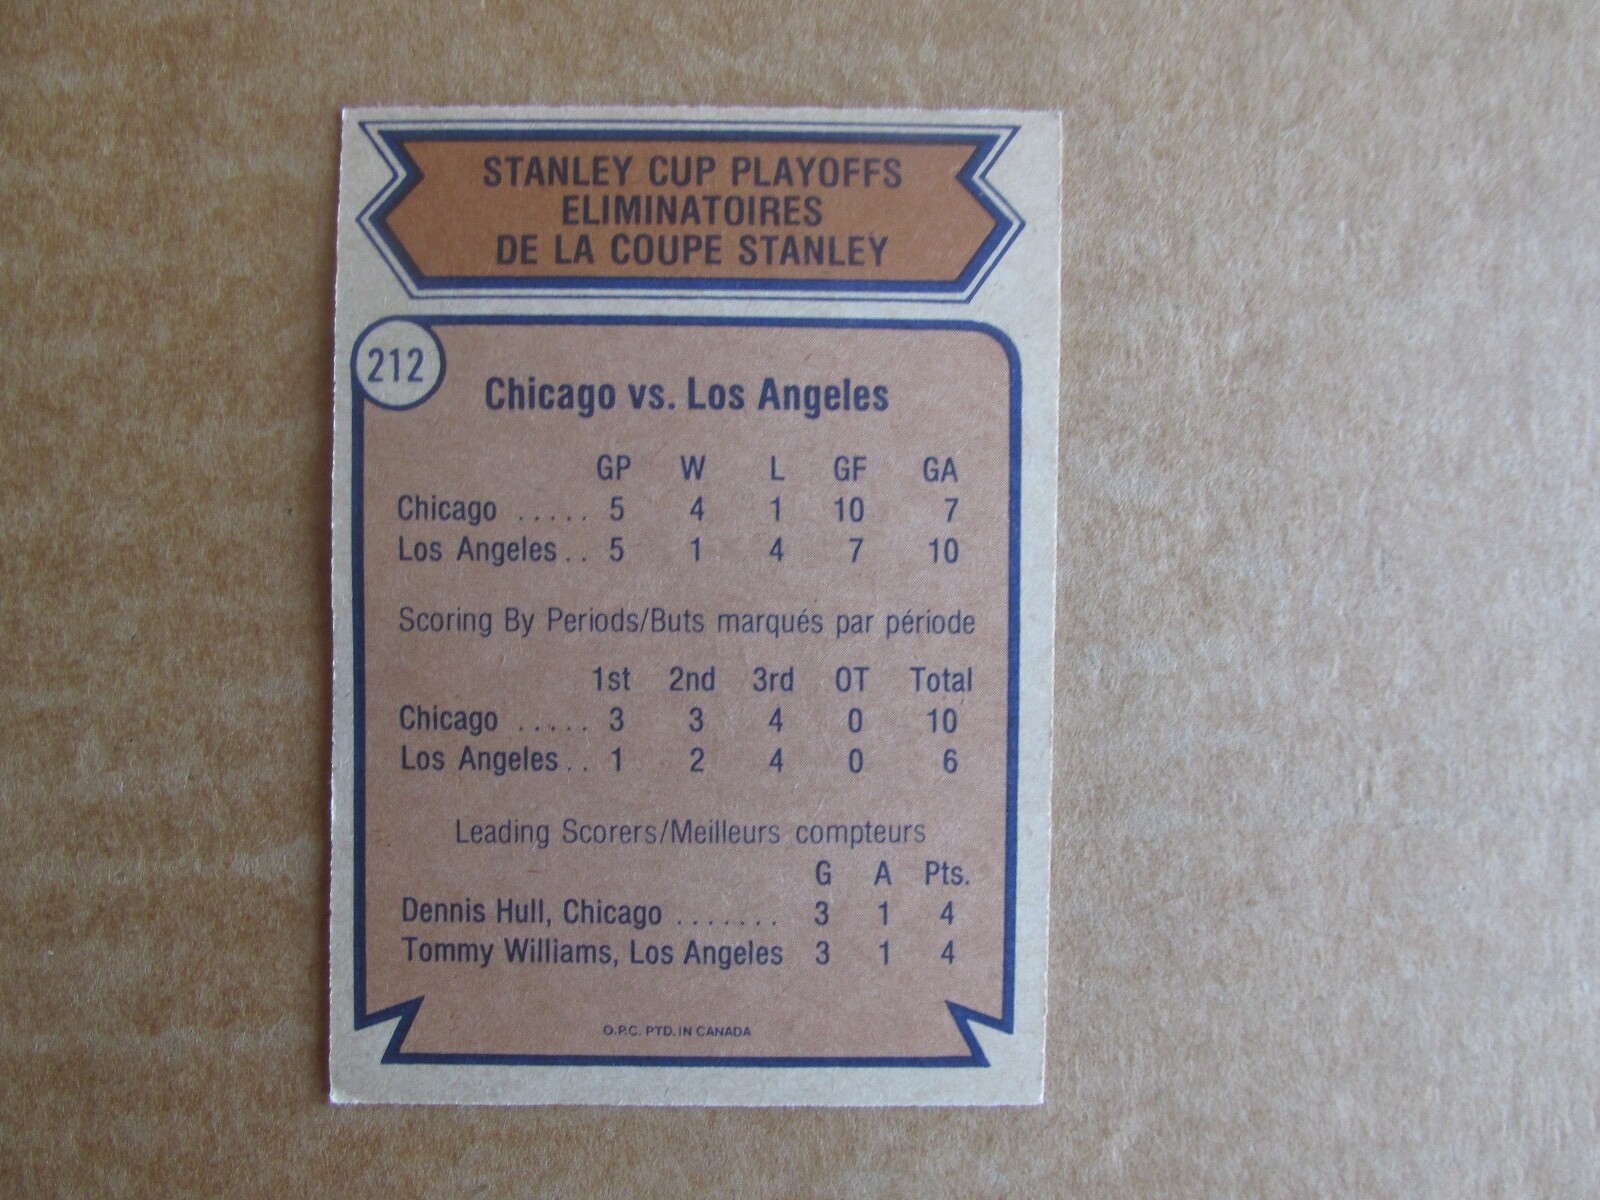 STANLEY CUP PLAYOFFS
ELIMINATOIRES
DE LA COUPE STANLEY
212
Chicago vs. Los Angeles
GP W L GF GA
Chicago ..... 5 4 1 10 7
Los Angeles.. 5 1 4 7 10
Scoring By Periods/Buts marqués par période
1st 2nd 3rd OT Total
Chicago ..... 3 3 4 0 10
Los Angeles.. 1 2 4 0 6
Leading Scorers/Meilleurs compteurs
G A Pts.
Dennis Hull, Chicago ....... 3 1 4
Tommy Williams, Los Angeles 3 1 4
O.P.C. PTD. IN CANADA